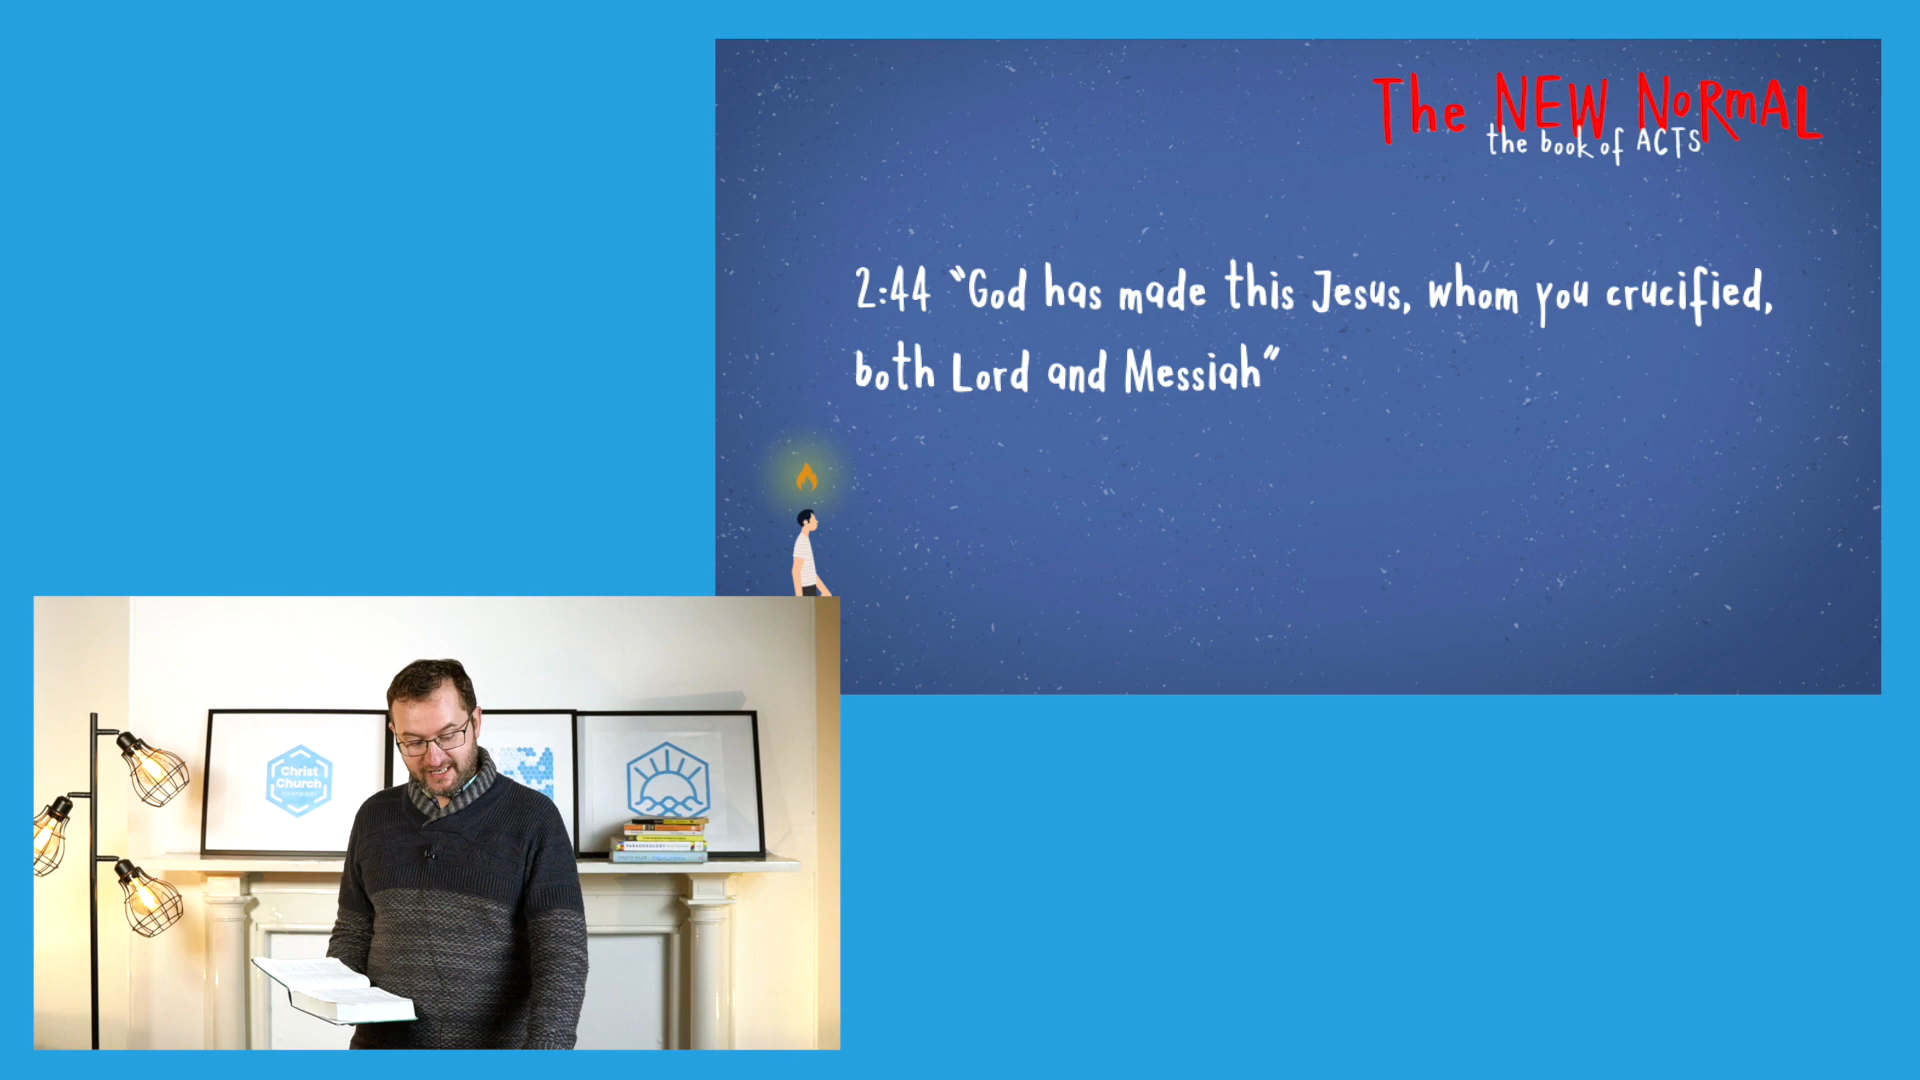 The NEW NoRmAL
the book of ACTS
2:44 “God has made this Jesus, whom you crucified,
both Lord and Messiah”
Christ
Church
PARADOXOLOGY